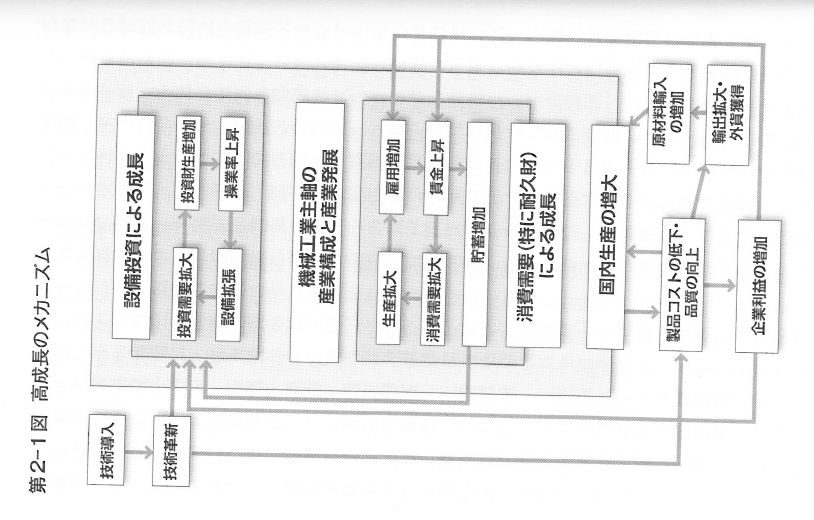 第2-1図 高成長のメカニズム
技術導入
技術革新
設備投資による成長
投資需要拡大
投資財生産増加
設備拡張
操業率上昇
機械工業主軸の
産業構成と産業発展
生産拡大
雇用増加
消費需要拡大
賃金上昇
貯蓄増加
消費需要(特に耐久財)
による成長
国内生産の増大
原材料輸入
の増加
製品コストの低下・
品質の向上
輸出拡大・
外貨獲得
企業利益の増加